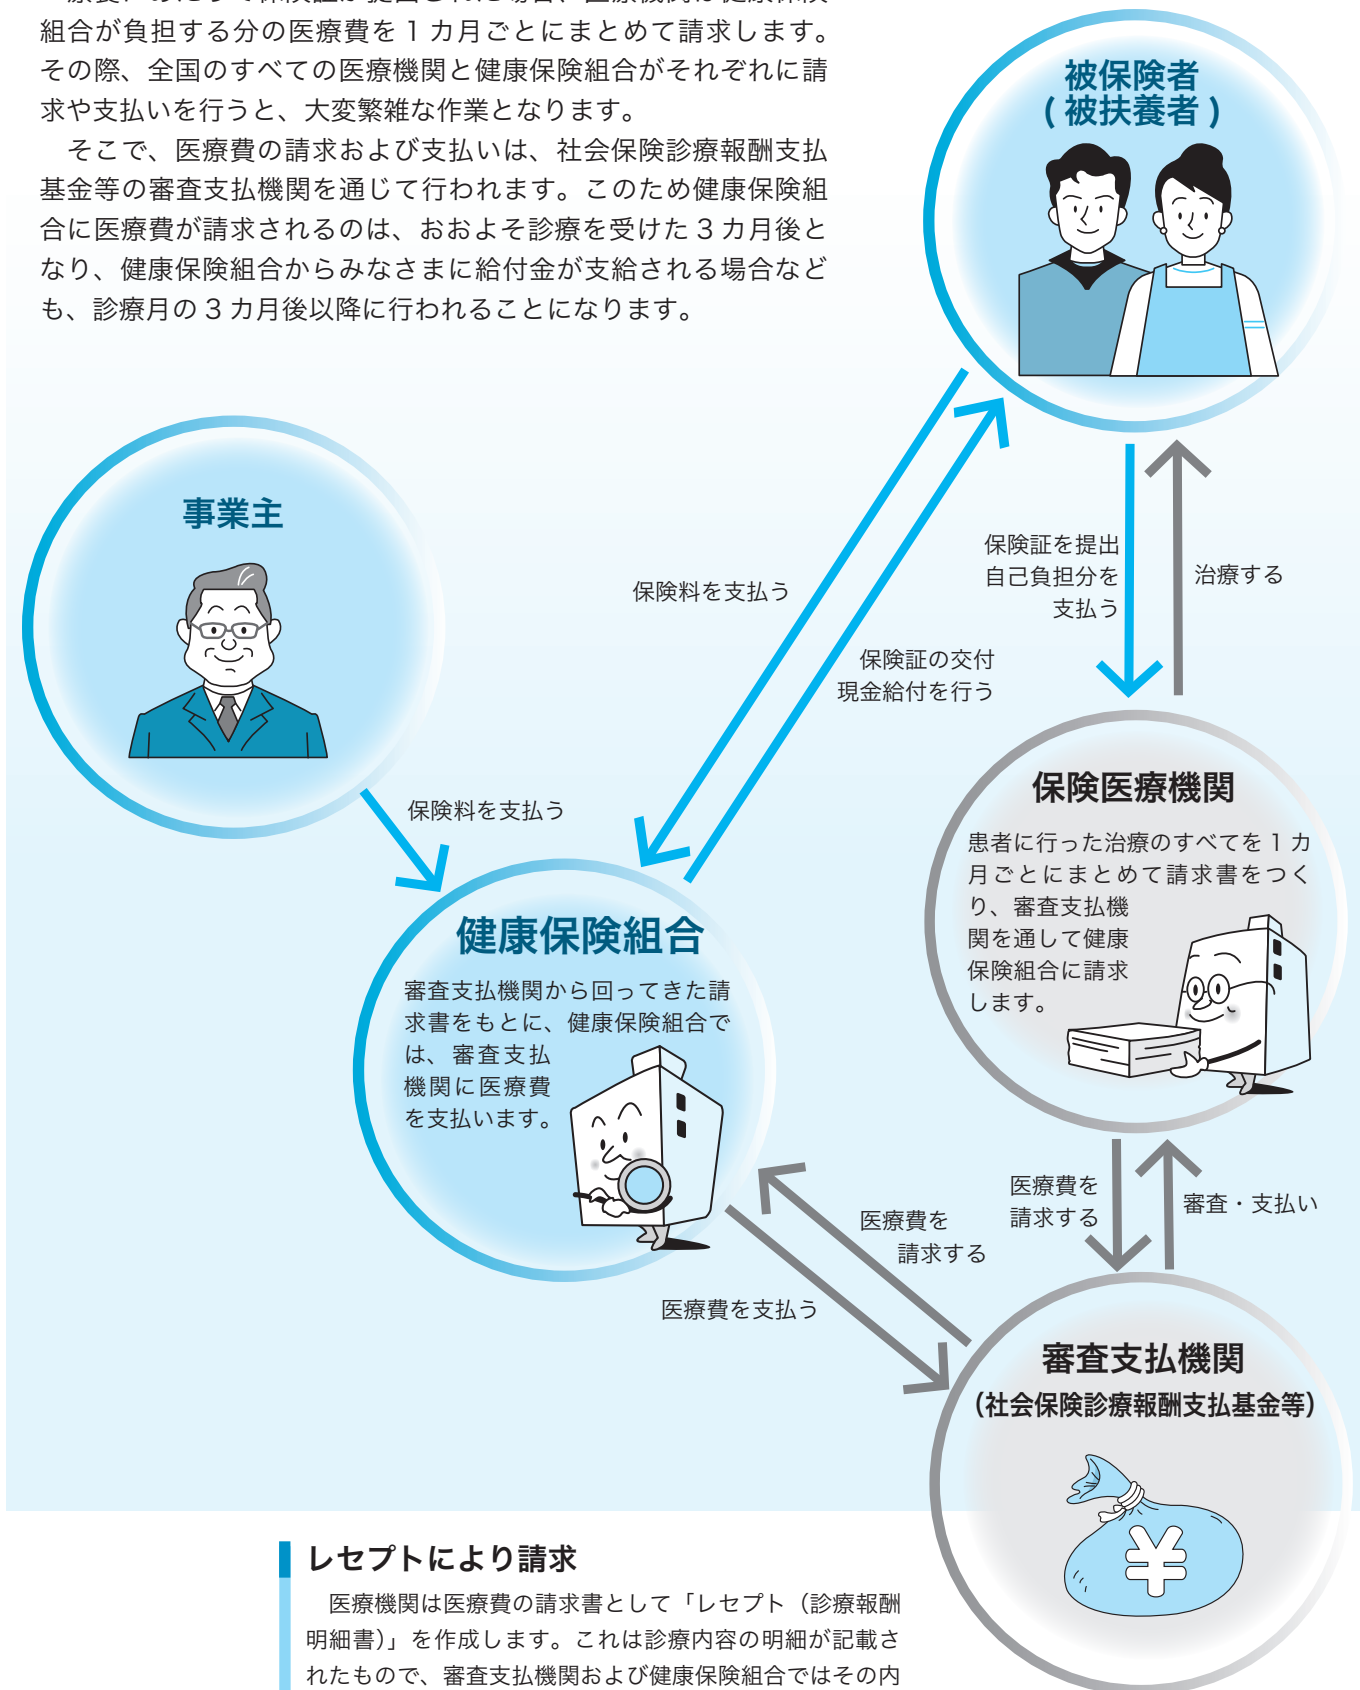 組合が負担する分の医療費を１カ月ごとにまとめて請求します。
その際、全国のすべての医療機関と健康保険組合がそれぞれに請
求や支払いを行うと、大変繁雑な作業となります。
そこで、医療費の請求および支払いは、社会保険診療報酬支払
基金等の審査支払機関を通じて行われます。このため健康保険組
合に医療費が請求されるのは、おおよそ診療を受けた３カ月後と
なり、健康保険組合からみなさまに給付金が支給される場合など
も、診療月の３カ月後以降に行われることになります。
被保険者
(被扶養者)
事業主
保険料を支払う
保険証を提出
自己負担分を
支払う
治療する
保険証の交付
現金給付を行う
保険料を支払う
保険医療機関
患者に行った治療のすべてを１カ
月ごとにまとめて請求書をつく
り、審査支払機
関を通して健康
保険組合に請求
します。
健康保険組合
審査支払機関から回ってきた請
求書をもとに、健康保険組合で
は、審査支払
機関に医療費
を支払います。
医療費を
請求する
審査・支払い
医療費を
請求する
医療費を支払う
審査支払機関
（社会保険診療報酬支払基金等）
¥
レセプトにより請求
医療機関は医療費の請求書として「レセプト（診療報酬
明細書）」を作成します。これは診療内容の明細が記載さ
れたもので、審査支払機関および健康保険組合ではその内